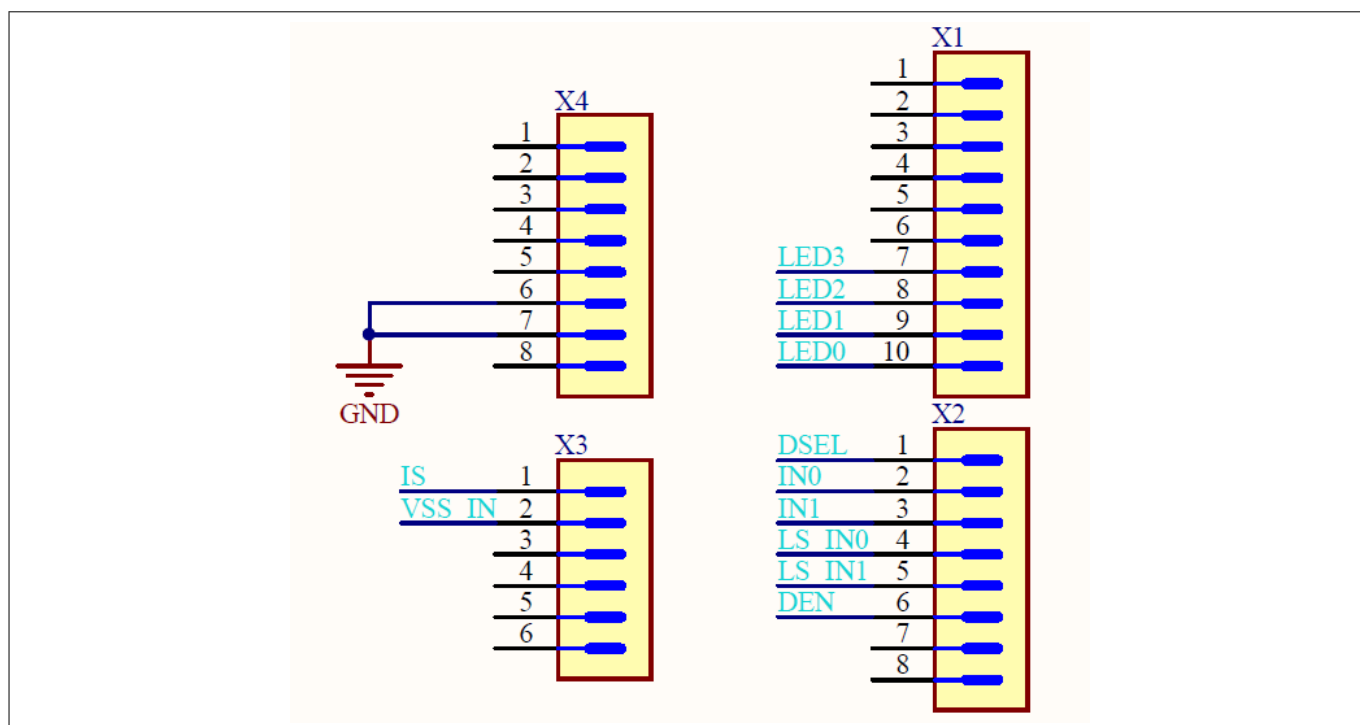 X4
1
2
3
4
5
6
7
8
GND
X3
IS 1
VSS_IN 2
3
4
5
6
X1
1
2
3
4
5
6
LED3 7
LED2 8
LED1 9
LED0 10
X2
DSEL 1
IN0 2
IN1 3
LS_IN0 4
LS_IN1 5
DEN 6
7
8